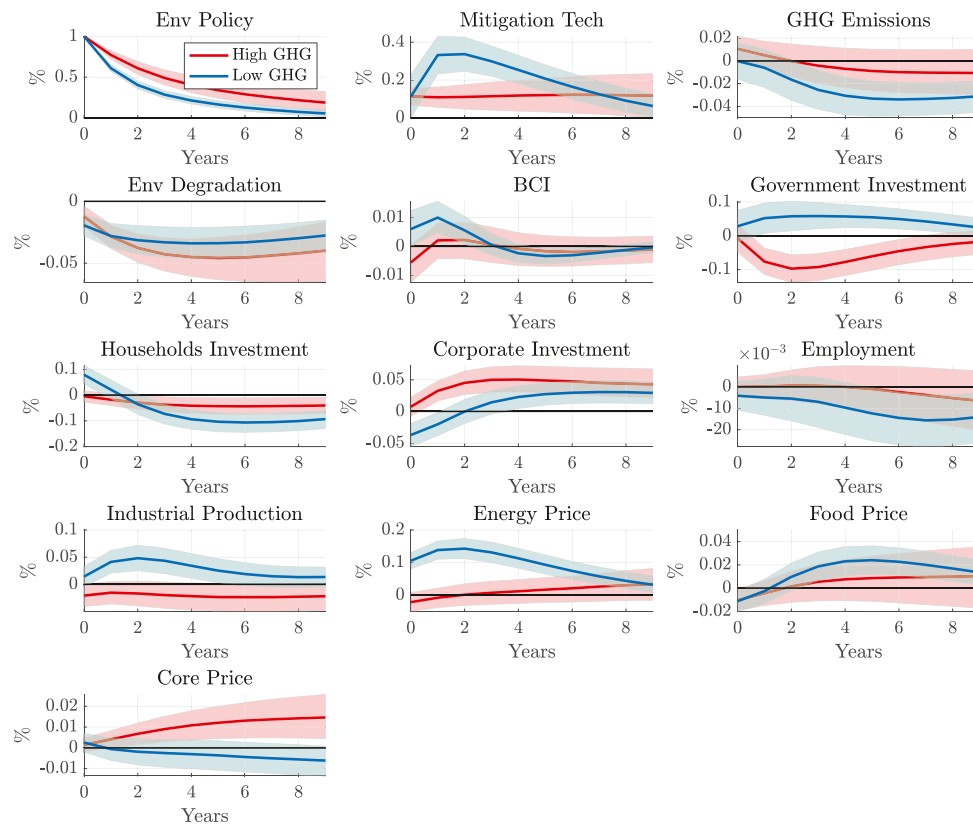 Env Policy
1
0.5
0
%
High GHG
Low GHG
0 2 4 6 8
Years
Mitigation Tech
0.4
0.2
0
%
0 2 4 6 8
Years
GHG Emissions
0.02
0
-0.02
-0.04
%
0 2 4 6 8
Years
Env Degradation
0
-0.05
%
0 2 4 6 8
Years
BCI
0.01
0
-0.01
%
0 2 4 6 8
Years
Government Investment
0.1
0
-0.1
%
0 2 4 6 8
Years
Households Investment
0.1
0
-0.1
-0.2
%
0 2 4 6 8
Years
Corporate Investment
0.05
0
-0.05
%
0 2 4 6 8
Years
×10⁻³ Employment
0
-10
-20
%
0 2 4 6 8
Years
Industrial Production
0.1
0.05
0
%
0 2 4 6 8
Years
Energy Price
0.2
0.1
0
%
0 2 4 6 8
Years
Food Price
0.04
0.02
0
-0.02
%
0 2 4 6 8
Years
Core Price
0.02
0.01
0
-0.01
%
0 2 4 6 8
Years